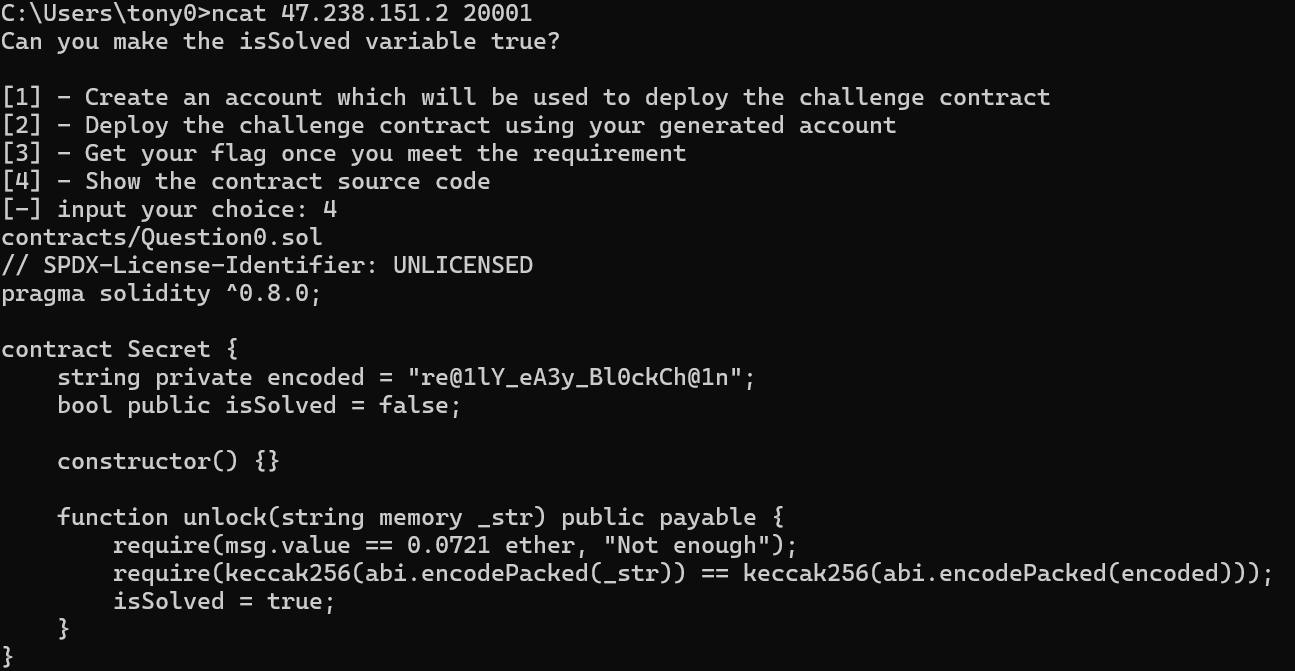 C:\Users\tony0>ncat 47.238.151.2 20001
Can you make the isSolved variable true?
[1] - Create an account which will be used to deploy the challenge contract
[2] - Deploy the challenge contract using your generated account
[3] - Get your flag once you meet the requirement
[4] - Show the contract source code
[-] input your choice: 4
contracts/Question0.sol
// SPDX-License-Identifier: UNLICENSED
pragma solidity ^0.8.0;
contract Secret {
string private encoded = "re@1lY_eA3y_Bl0ckCh@1n";
bool public isSolved = false;
constructor() {}
function unlock(string memory _str) public payable {
require(msg.value == 0.0721 ether, "Not enough");
require(keccak256(abi.encodePacked(_str)) == keccak256(abi.encodePacked(encoded)));
isSolved = true;
}
}